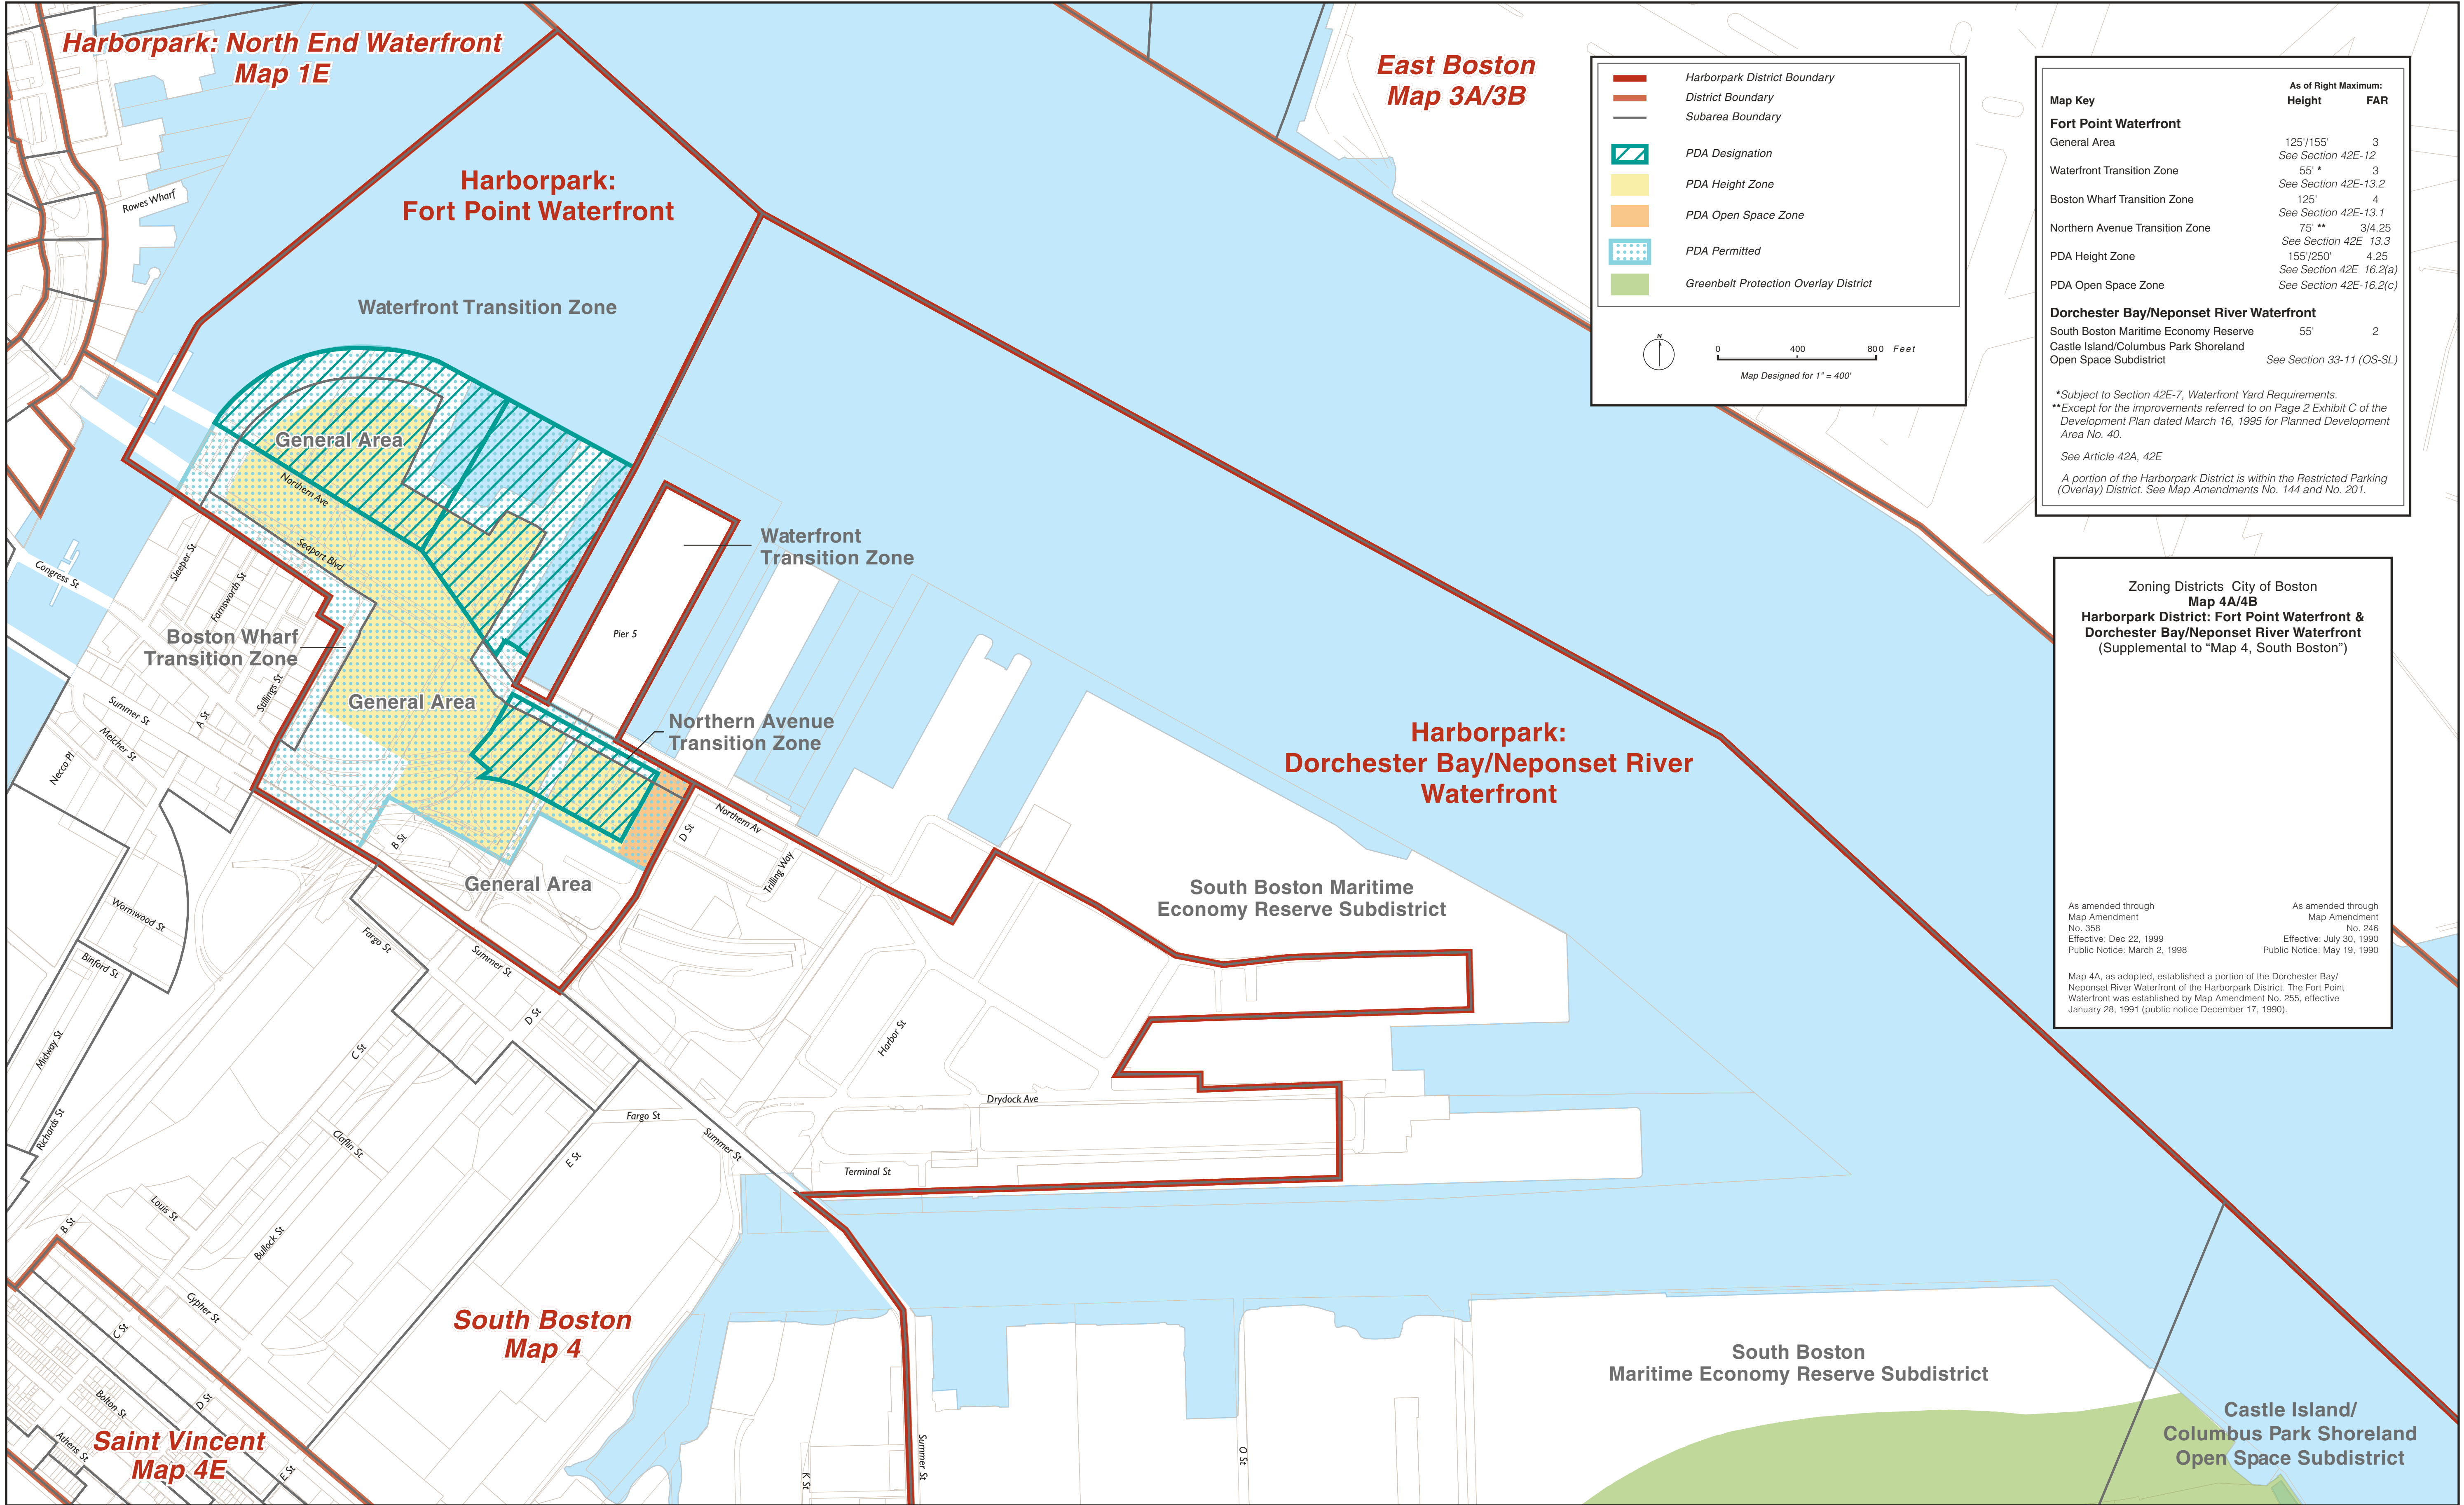 Harborpark: North End Waterfront
Map 1E
East Boston
Map 3A/3B
Harborpark:
Fort Point Waterfront
Rowes Wharf
Waterfront Transition Zone
General Area
Northern Ave
Seaport Blvd
Sleeper St
Farnsworth St
Congress St
Boston Wharf
Transition Zone
Stillings St
Summer St
A St
Melcher St
Necco Pl
General Area
Waterfront
Transition Zone
Pier 5
Northern Avenue
Transition Zone
Northern Av
D St
Trilling Way
B St
General Area
Wormwood St
Binford St
Fargo St
Summer St
D St
Midway St
Richards St
C St
Claflin St
Louis St
B St
Bullock St
E St
Fargo St
Summer St
Harbor St
Drydock Ave
Terminal St
Harborpark:
Dorchester Bay/Neponset River
Waterfront
South Boston Maritime
Economy Reserve Subdistrict
Cypher St
C St
D St
Bolton St
Athens St
E St
Saint Vincent
Map 4E
South Boston
Map 4
K St
Summer St
O St
South Boston
Maritime Economy Reserve Subdistrict
Castle Island/
Columbus Park Shoreland
Open Space Subdistrict
Harborpark District Boundary
District Boundary
Subarea Boundary
PDA Designation
PDA Height Zone
PDA Open Space Zone
PDA Permitted
Greenbelt Protection Overlay District
N
0 400 800 Feet
Map Designed for 1" = 400'
As of Right Maximum:
Map Key Height FAR
Fort Point Waterfront
General Area 125'/155' 3
See Section 42E-12
Waterfront Transition Zone 55' * 3
See Section 42E-13.2
Boston Wharf Transition Zone 125' 4
See Section 42E-13.1
Northern Avenue Transition Zone 75' ** 3/4.25
See Section 42E 13.3
PDA Height Zone 155'/250' 4.25
See Section 42E 16.2(a)
PDA Open Space Zone See Section 42E-16.2(c)
Dorchester Bay/Neponset River Waterfront
South Boston Maritime Economy Reserve 55' 2
Castle Island/Columbus Park Shoreland
Open Space Subdistrict See Section 33-11 (OS-SL)
*Subject to Section 42E-7, Waterfront Yard Requirements.
**Except for the improvements referred to on Page 2 Exhibit C of the
Development Plan dated March 16, 1995 for Planned Development
Area No. 40.
See Article 42A, 42E
A portion of the Harborpark District is within the Restricted Parking
(Overlay) District. See Map Amendments No. 144 and No. 201.
Zoning Districts City of Boston
Map 4A/4B
Harborpark District: Fort Point Waterfront &
Dorchester Bay/Neponset River Waterfront
(Supplemental to “Map 4, South Boston”)
As amended through
Map Amendment
No. 358
Effective: Dec 22, 1999
Public Notice: March 2, 1998
As amended through
Map Amendment
No. 246
Effective: July 30, 1990
Public Notice: May 19, 1990
Map 4A, as adopted, established a portion of the Dorchester Bay/
Neponset River Waterfront of the Harborpark District. The Fort Point
Waterfront was established by Map Amendment No. 255, effective
January 28, 1991 (public notice December 17, 1990).